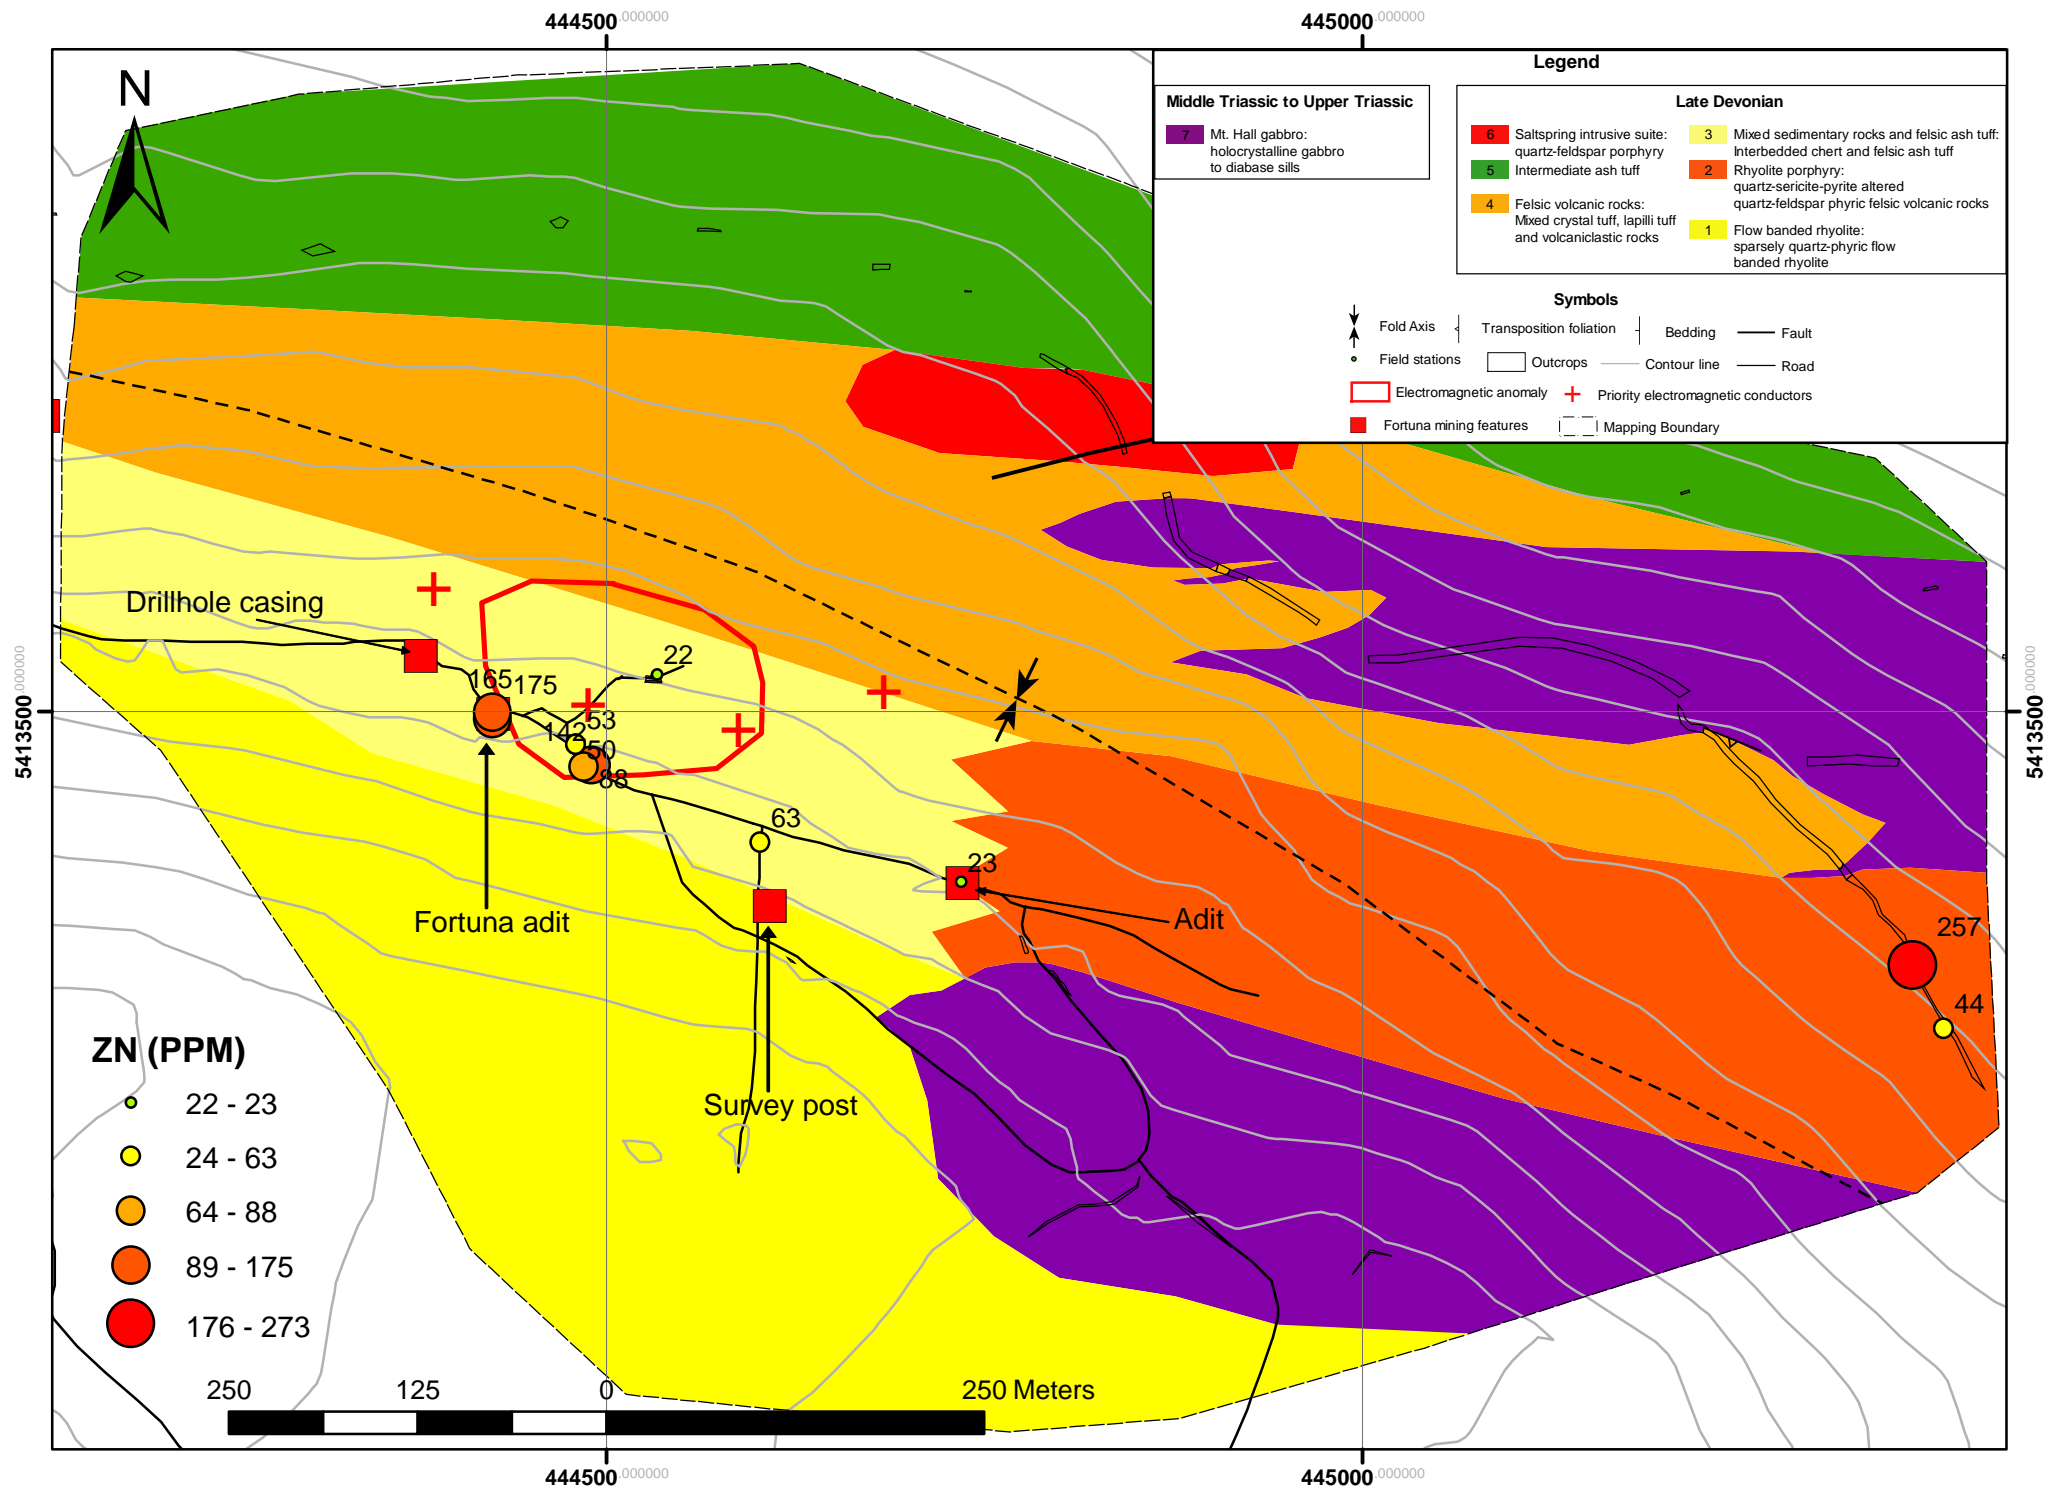 444500.000000
445000.000000
N
Legend
Middle Triassic to Upper Triassic
7 Mt. Hall gabbro:
holocrystalline gabbro
to diabase sills
Late Devonian
6 Saltspring intrusive suite:
quartz-feldspar porphyry
5 Intermediate ash tuff
4 Felsic volcanic rocks:
Mixed crystal tuff, lapilli tuff
and volcaniclastic rocks
3 Mixed sedimentary rocks and felsic ash tuff:
Interbedded chert and felsic ash tuff
2 Rhyolite porphyry:
quartz-sericite-pyrite altered
quartz-feldspar phyric felsic volcanic rocks
1 Flow banded rhyolite:
sparsely quartz-phyric flow
banded rhyolite
Symbols
Fold Axis
Transposition foliation
Bedding
Fault
Field stations
Outcrops
Contour line
Road
Electromagnetic anomaly
Priority electromagnetic conductors
Fortuna mining features
Mapping Boundary
Drillhole casing
22
165
175
5413500.000000
5413500.000000
53
142
50
88
63
23
Fortuna adit
Adit
257
44
Survey post
ZN (PPM)
22 - 23
24 - 63
64 - 88
89 - 175
176 - 273
250
125
0
250 Meters
444500.000000
445000.000000